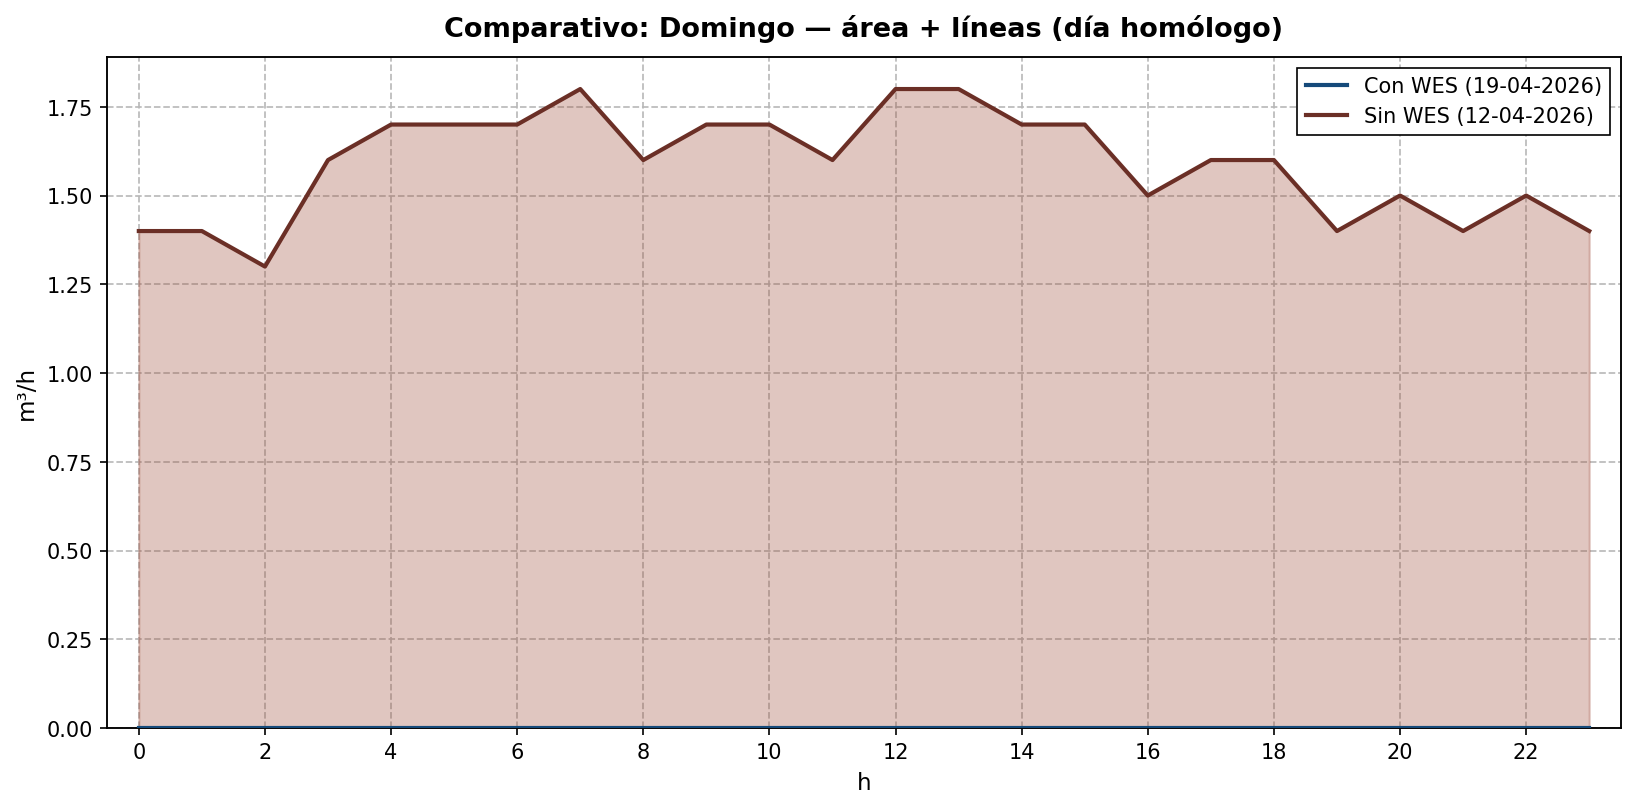 Comparativo: Domingo — área + líneas (día homólogo)
Con WES (19-04-2026)
Sin WES (12-04-2026)
m³/h
1.75
1.50
1.25
1.00
0.75
0.50
0.25
0.00
0 2 4 6 8 10 12 14 16 18 20 22
h